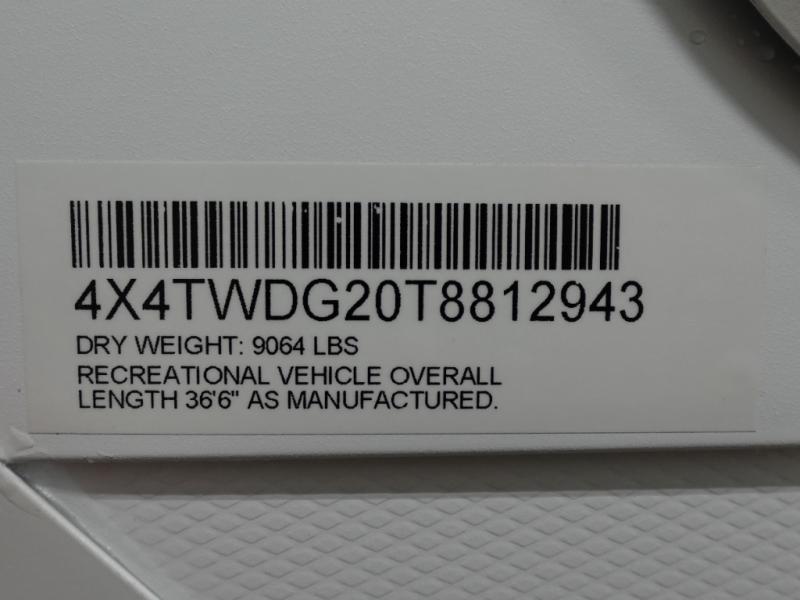 4X4TWDG20T8812943
DRY WEIGHT: 9064 LBS
RECREATIONAL VEHICLE OVERALL
LENGTH 36'6" AS MANUFACTURED.